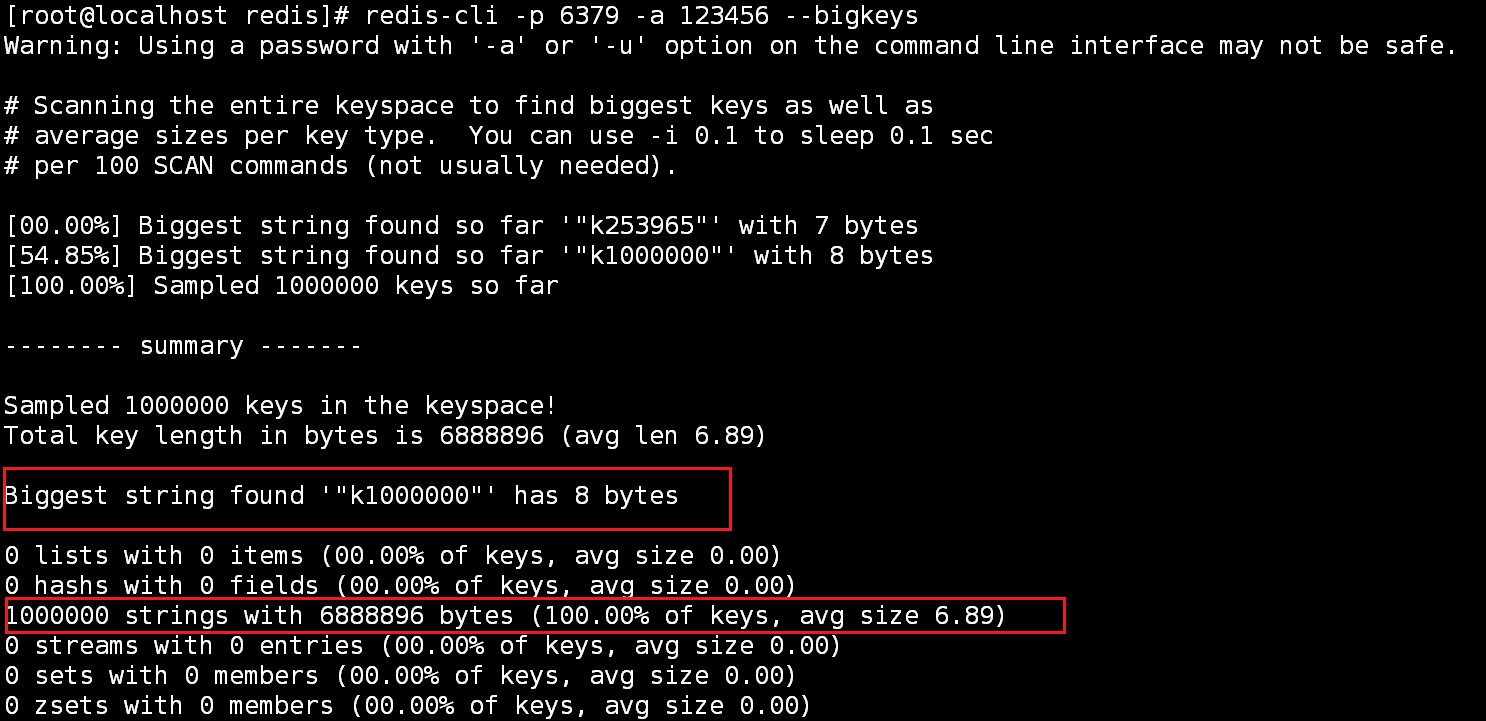 [root@localhost redis]# redis-cli -p 6379 -a 123456 --bigkeys
Warning: Using a password with '-a' or '-u' option on the command line interface may not be safe.
# Scanning the entire keyspace to find biggest keys as well as
# average sizes per key type.  You can use -i 0.1 to sleep 0.1 sec
# per 100 SCAN commands (not usually needed).
[00.00%] Biggest string found so far '"k253965"' with 7 bytes
[54.85%] Biggest string found so far '"k1000000"' with 8 bytes
[100.00%] Sampled 1000000 keys so far
-------- summary -------
Sampled 1000000 keys in the keyspace!
Total key length in bytes is 6888896 (avg len 6.89)
Biggest string found '"k1000000"' has 8 bytes
0 lists with 0 items (00.00% of keys, avg size 0.00)
0 hashs with 0 fields (00.00% of keys, avg size 0.00)
1000000 strings with 6888896 bytes (100.00% of keys, avg size 6.89)
0 streams with 0 entries (00.00% of keys, avg size 0.00)
0 sets with 0 members (00.00% of keys, avg size 0.00)
0 zsets with 0 members (00.00% of keys, avg size 0.00)